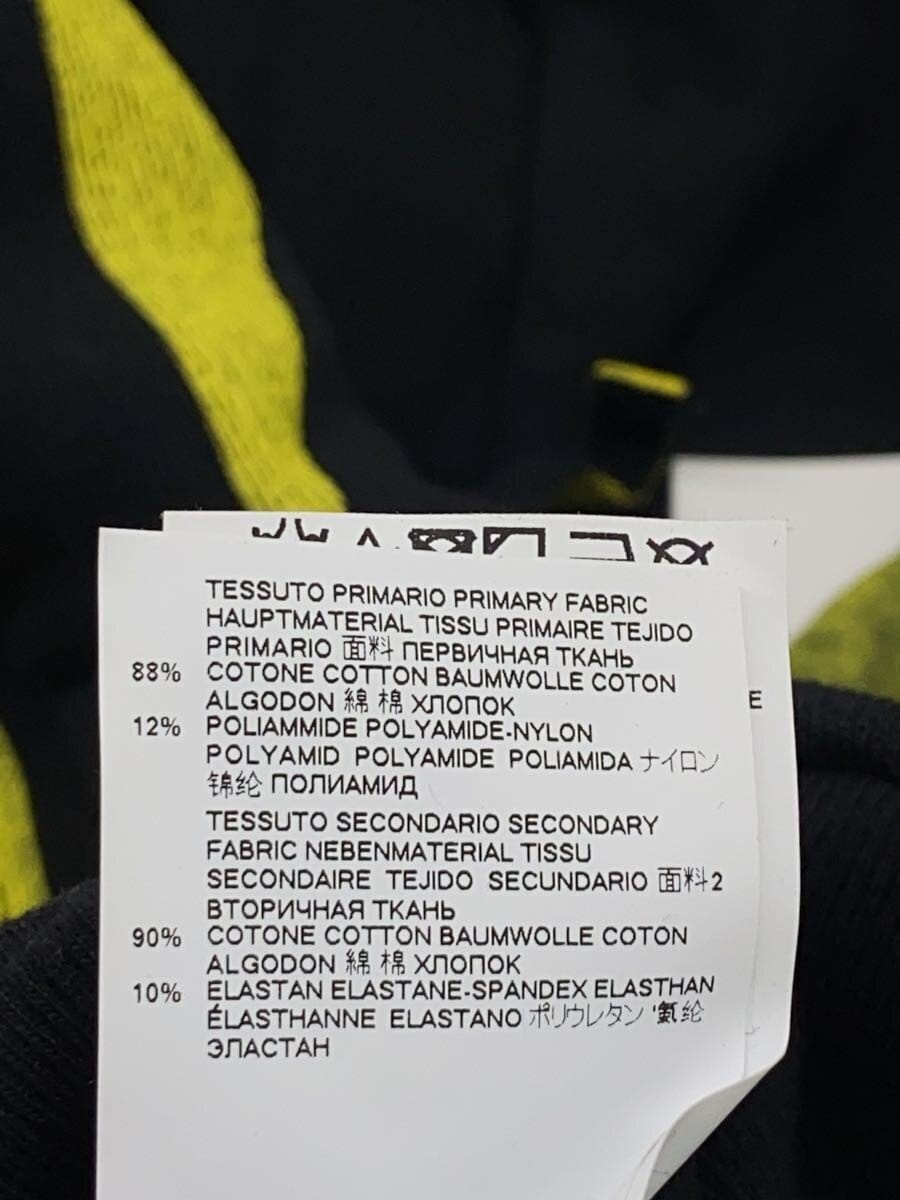 TESSUTO PRIMARIO PRIMARY FABRIC
HAUPTMATERIAL TISSU PRIMAIRE TEJIDO
PRIMARIO 面料 ПЕРВИЧНАЯ ТКАНЬ
88% COTONE COTTON BAUMWOLLE COTON
ALGODON 綿 棉 ХЛОПОК
12% POLIAMMIDE POLYAMIDE-NYLON
POLYAMID POLYAMIDE POLIAMIDA ナイロン
锦纶 ПОЛИАМИД
TESSUTO SECONDARIO SECONDARY
FABRIC NEBENMATERIAL TISSU
SECONDAIRE TEJIDO SECUNDARIO 面料2
ВТОРИЧНАЯ ТКАНЬ
90% COTONE COTTON BAUMWOLLE COTON
ALGODON 綿 棉 ХЛОПОК
10% ELASTAN ELASTANE-SPANDEX ELASTHAN
ÉLASTHANNE ELASTANO ポリウレタン '氨纶
ЭЛАСТАН
E